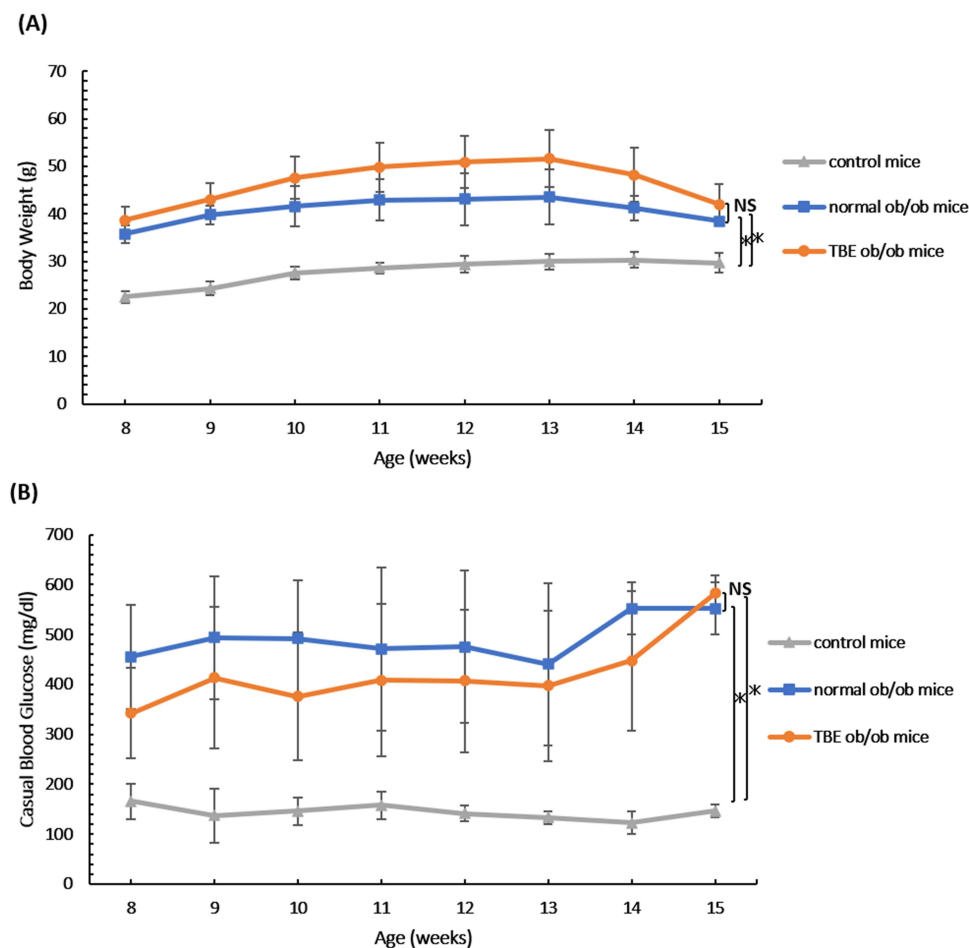 (A)
Body Weight (g)
70
60
50
40
30
20
10
0
8 9 10 11 12 13 14 15
Age (weeks)
NS
* *
control mice
normal ob/ob mice
TBE ob/ob mice
(B)
Casual Blood Glucose (mg/dl)
700
600
500
400
300
200
100
0
8 9 10 11 12 13 14 15
Age (weeks)
NS
* *
control mice
normal ob/ob mice
TBE ob/ob mice